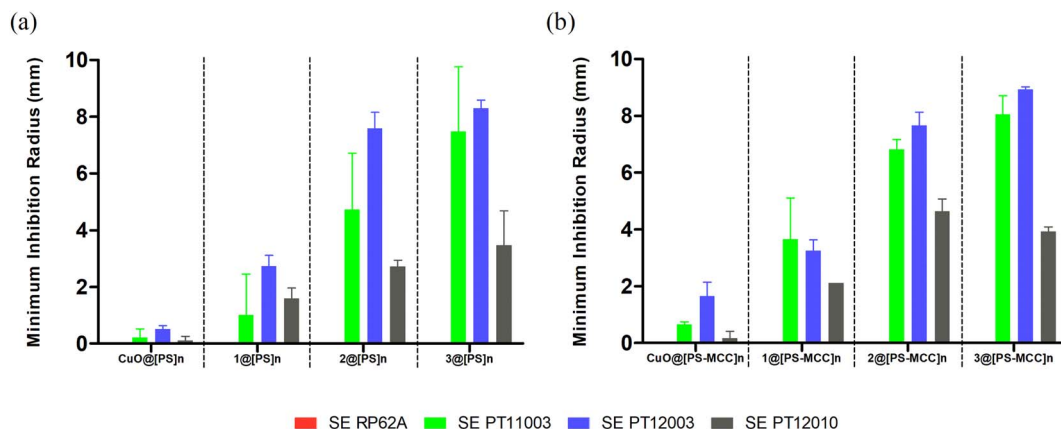 (a)
Minimum Inhibition Radius (mm)
10
8
6
4
2
0
CuO@[PS]n 1@[PS]n 2@[PS]n 3@[PS]n
(b)
Minimum Inhibition Radius (mm)
10
8
6
4
2
0
CuO@[PS-MCC]n 1@[PS-MCC]n 2@[PS-MCC]n 3@[PS-MCC]n
SE RP62A SE PT11003 SE PT12003 SE PT12010